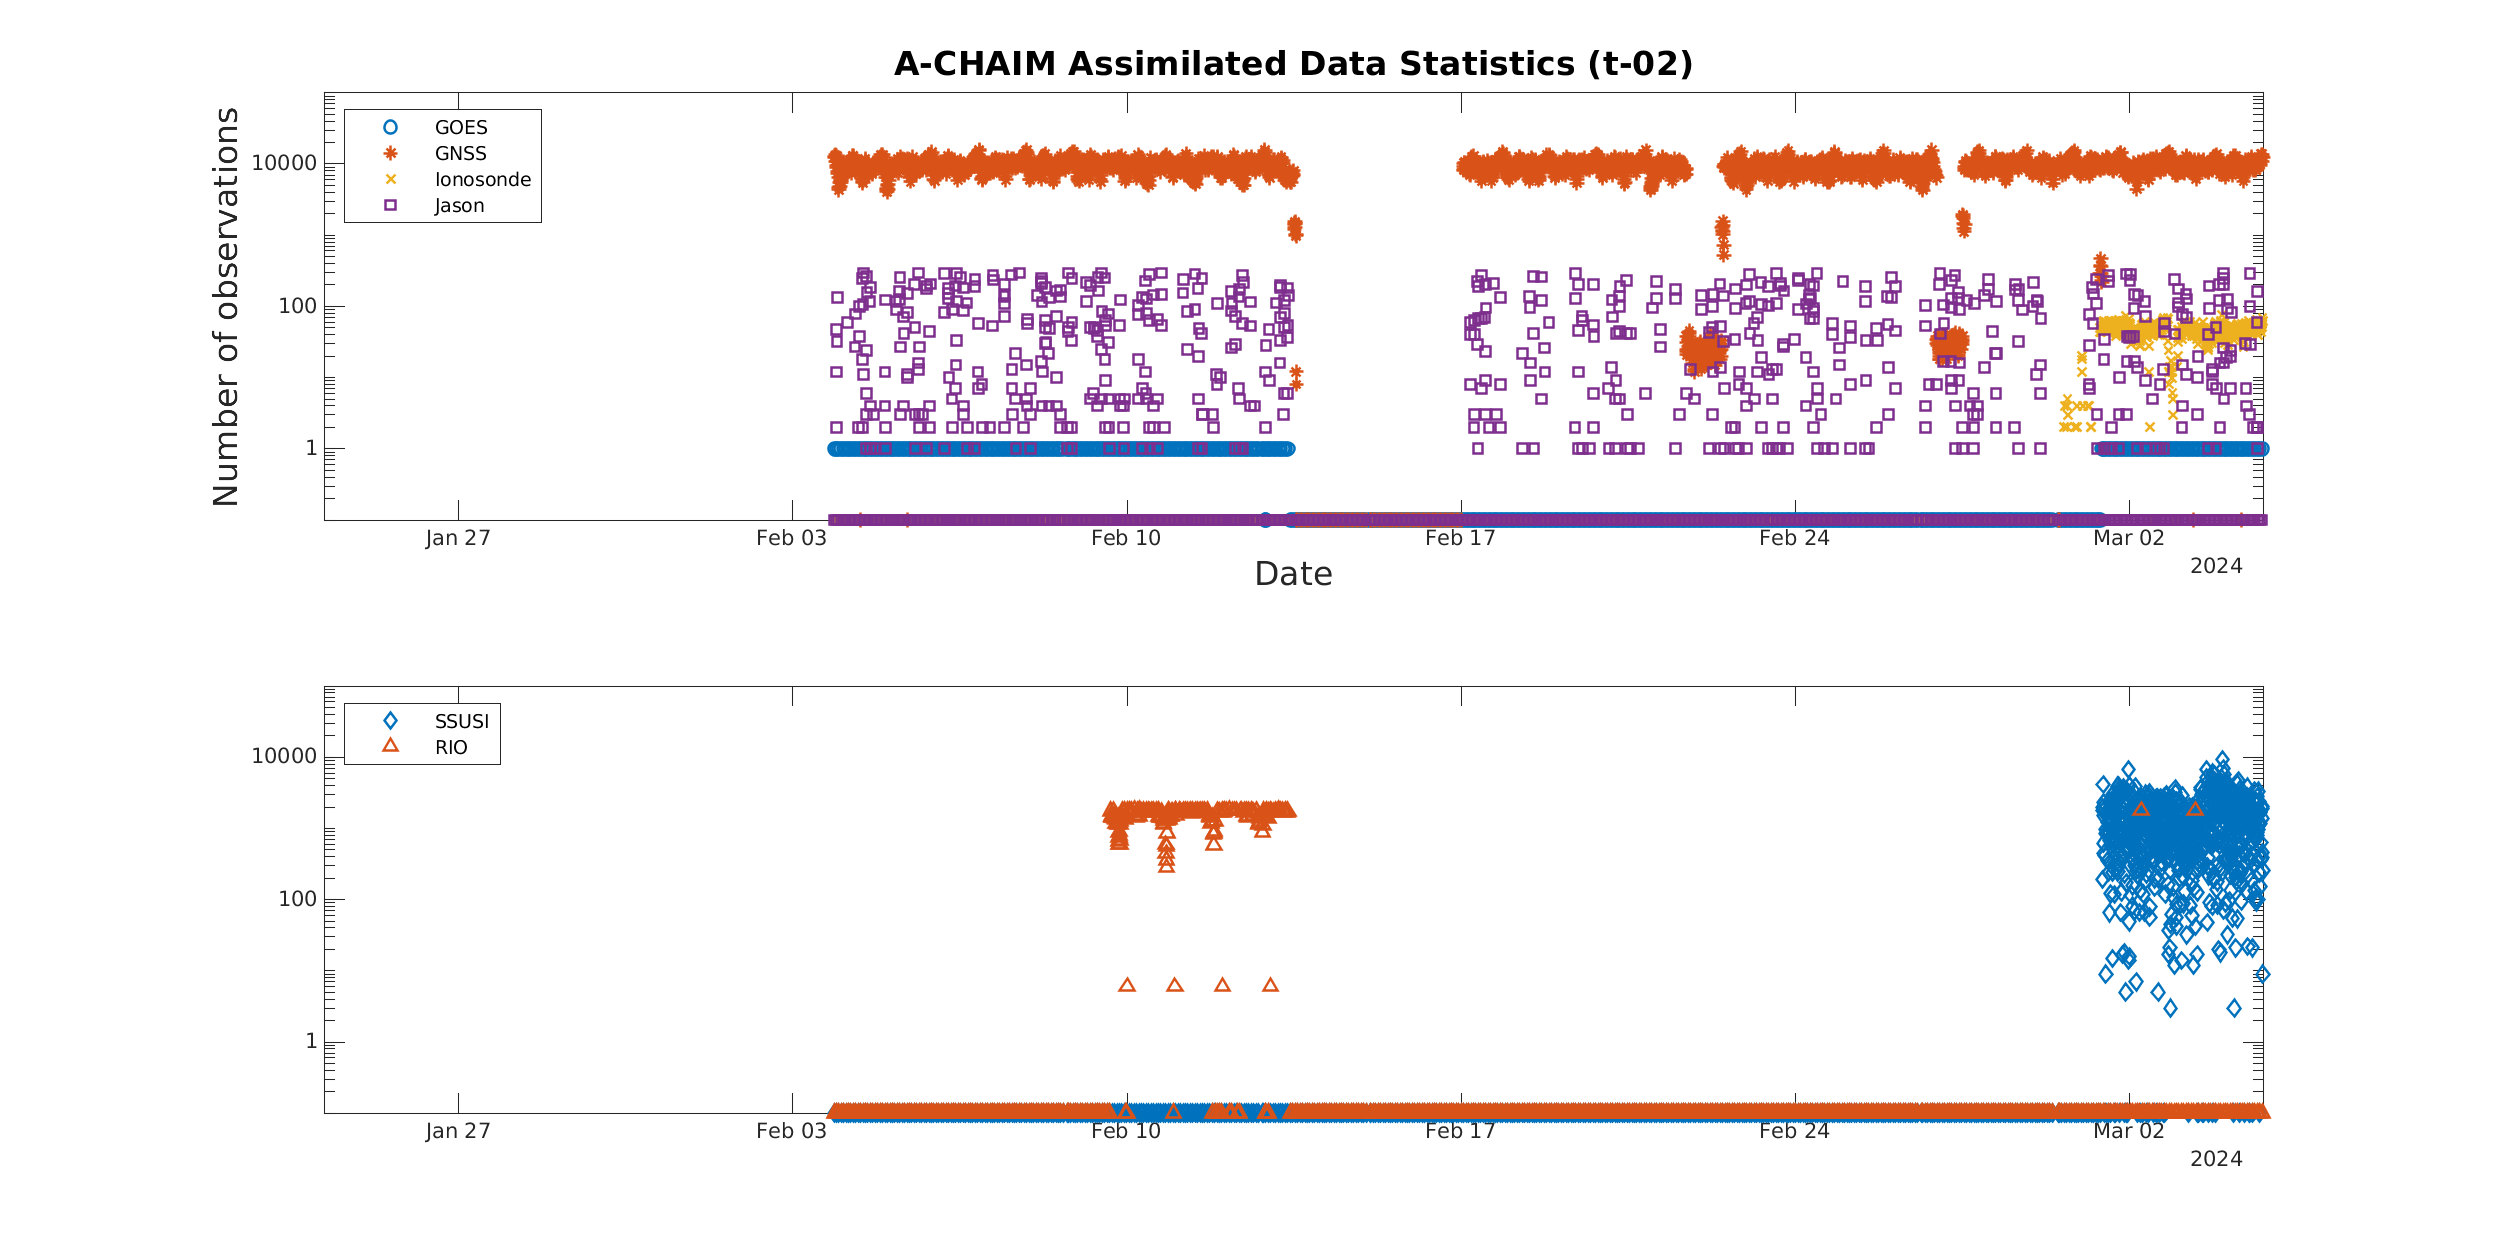 A-CHAIM Assimilated Data Statistics (t-02)
Number of observations
10000
100
1
GOES
GNSS
Ionosonde
Jason
Jan 27
Feb 03
Feb 10
Feb 17
Feb 24
Mar 02
2024
Date
10000
100
1
SSUSI
RIO
Jan 27
Feb 03
Feb 10
Feb 17
Feb 24
Mar 02
2024